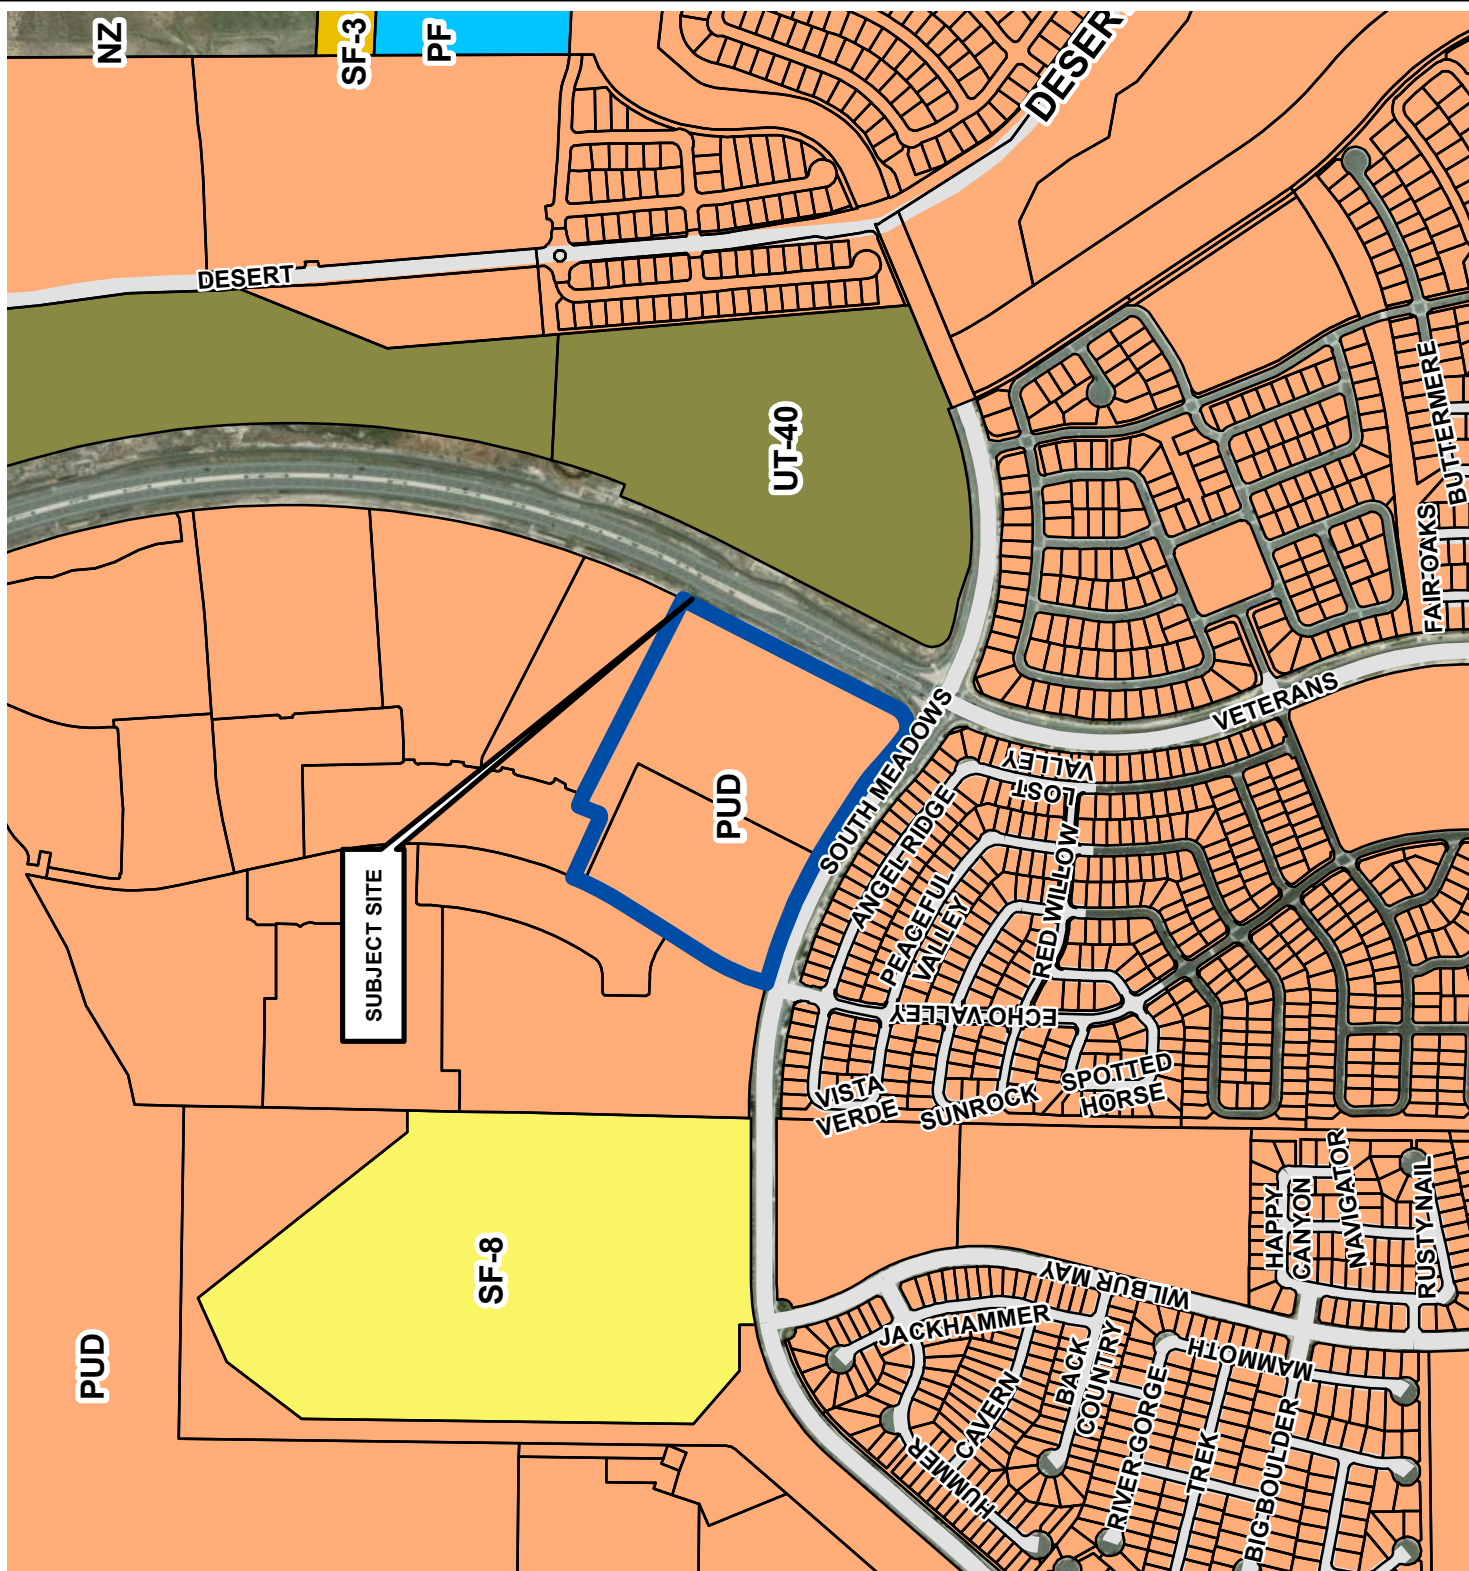 NZ
SF-3
PF
DESER
DESERT
UT-40
BUTTERMERE
FAIR OAKS
VETERANS
SOUTH MEADOWS
LOST
VALLEY
ANGEL RIDGE
PUD
RED WILLOW
PEACEFUL
VALLEY
SUBJECT SITE
ECHO VALLEY
VISTA
VERDE
SUNROCK
SPOTTED
HORSE
HAPPY
CANYON
NAVIGATOR
RUSTY NAIL
SF-8
WILBUR MAY
JACKHAMMER
PUD
BACK
COUNTRY
MAMMOTH
CAVERN
RIVER GORGE
TREK
BIG BOULDER
HUMMER